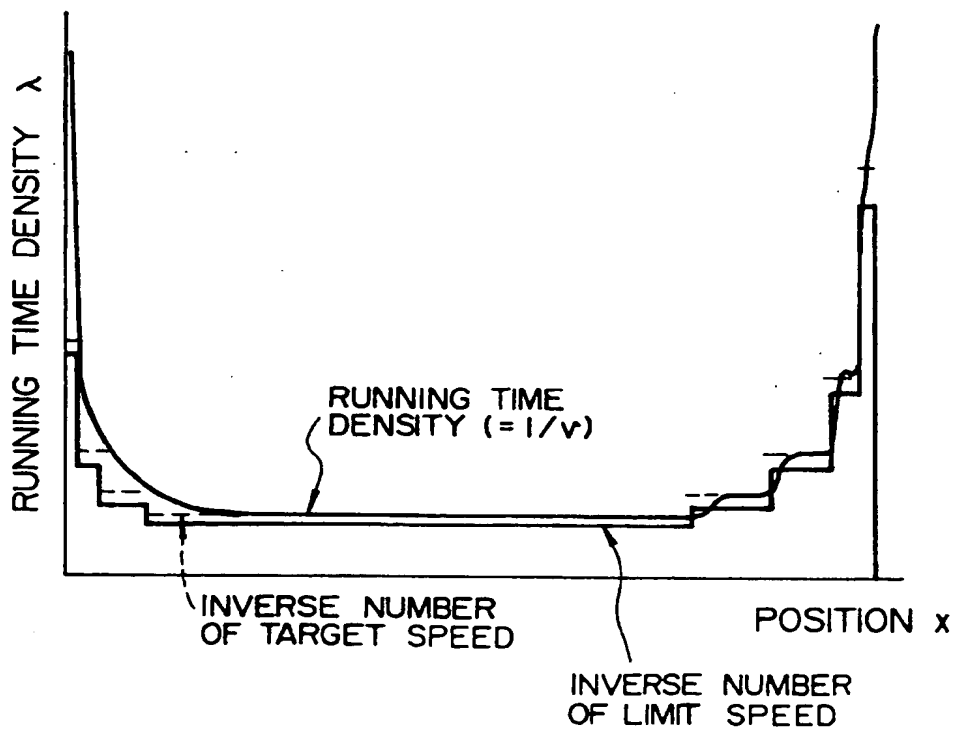 RUNNING TIME DENSITY λ
RUNNING TIME
DENSITY (= 1/v)
INVERSE NUMBER
OF TARGET SPEED
POSITION x
INVERSE NUMBER
OF LIMIT SPEED